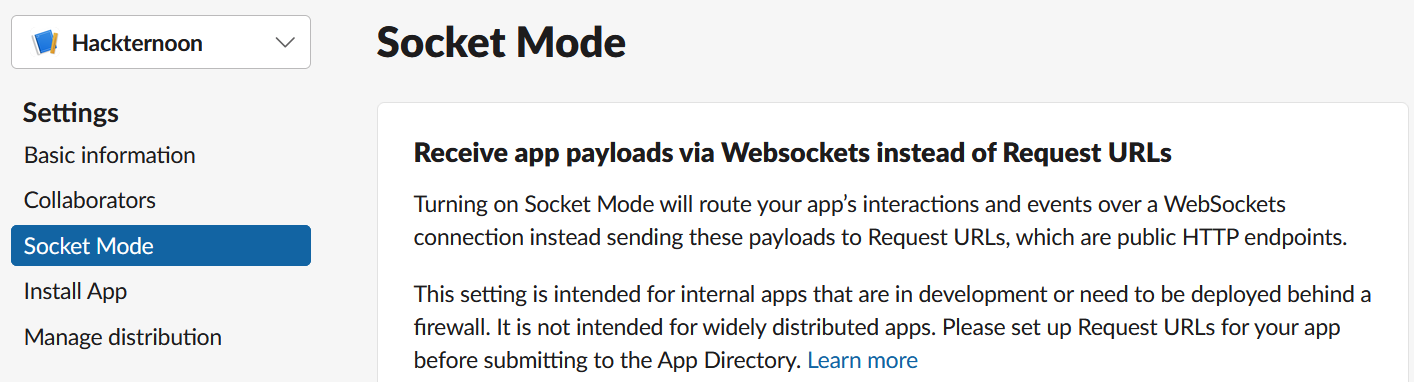 Hackternoon
Socket Mode
Settings
Basic information
Collaborators
Socket Mode
Install App
Manage distribution
Receive app payloads via Websockets instead of Request URLs
Turning on Socket Mode will route your app's interactions and events over a WebSockets
connection instead sending these payloads to Request URLs, which are public HTTP endpoints.
This setting is intended for internal apps that are in development or need to be deployed behind a
firewall. It is not intended for widely distributed apps. Please set up Request URLs for your app
before submitting to the App Directory. Learn more